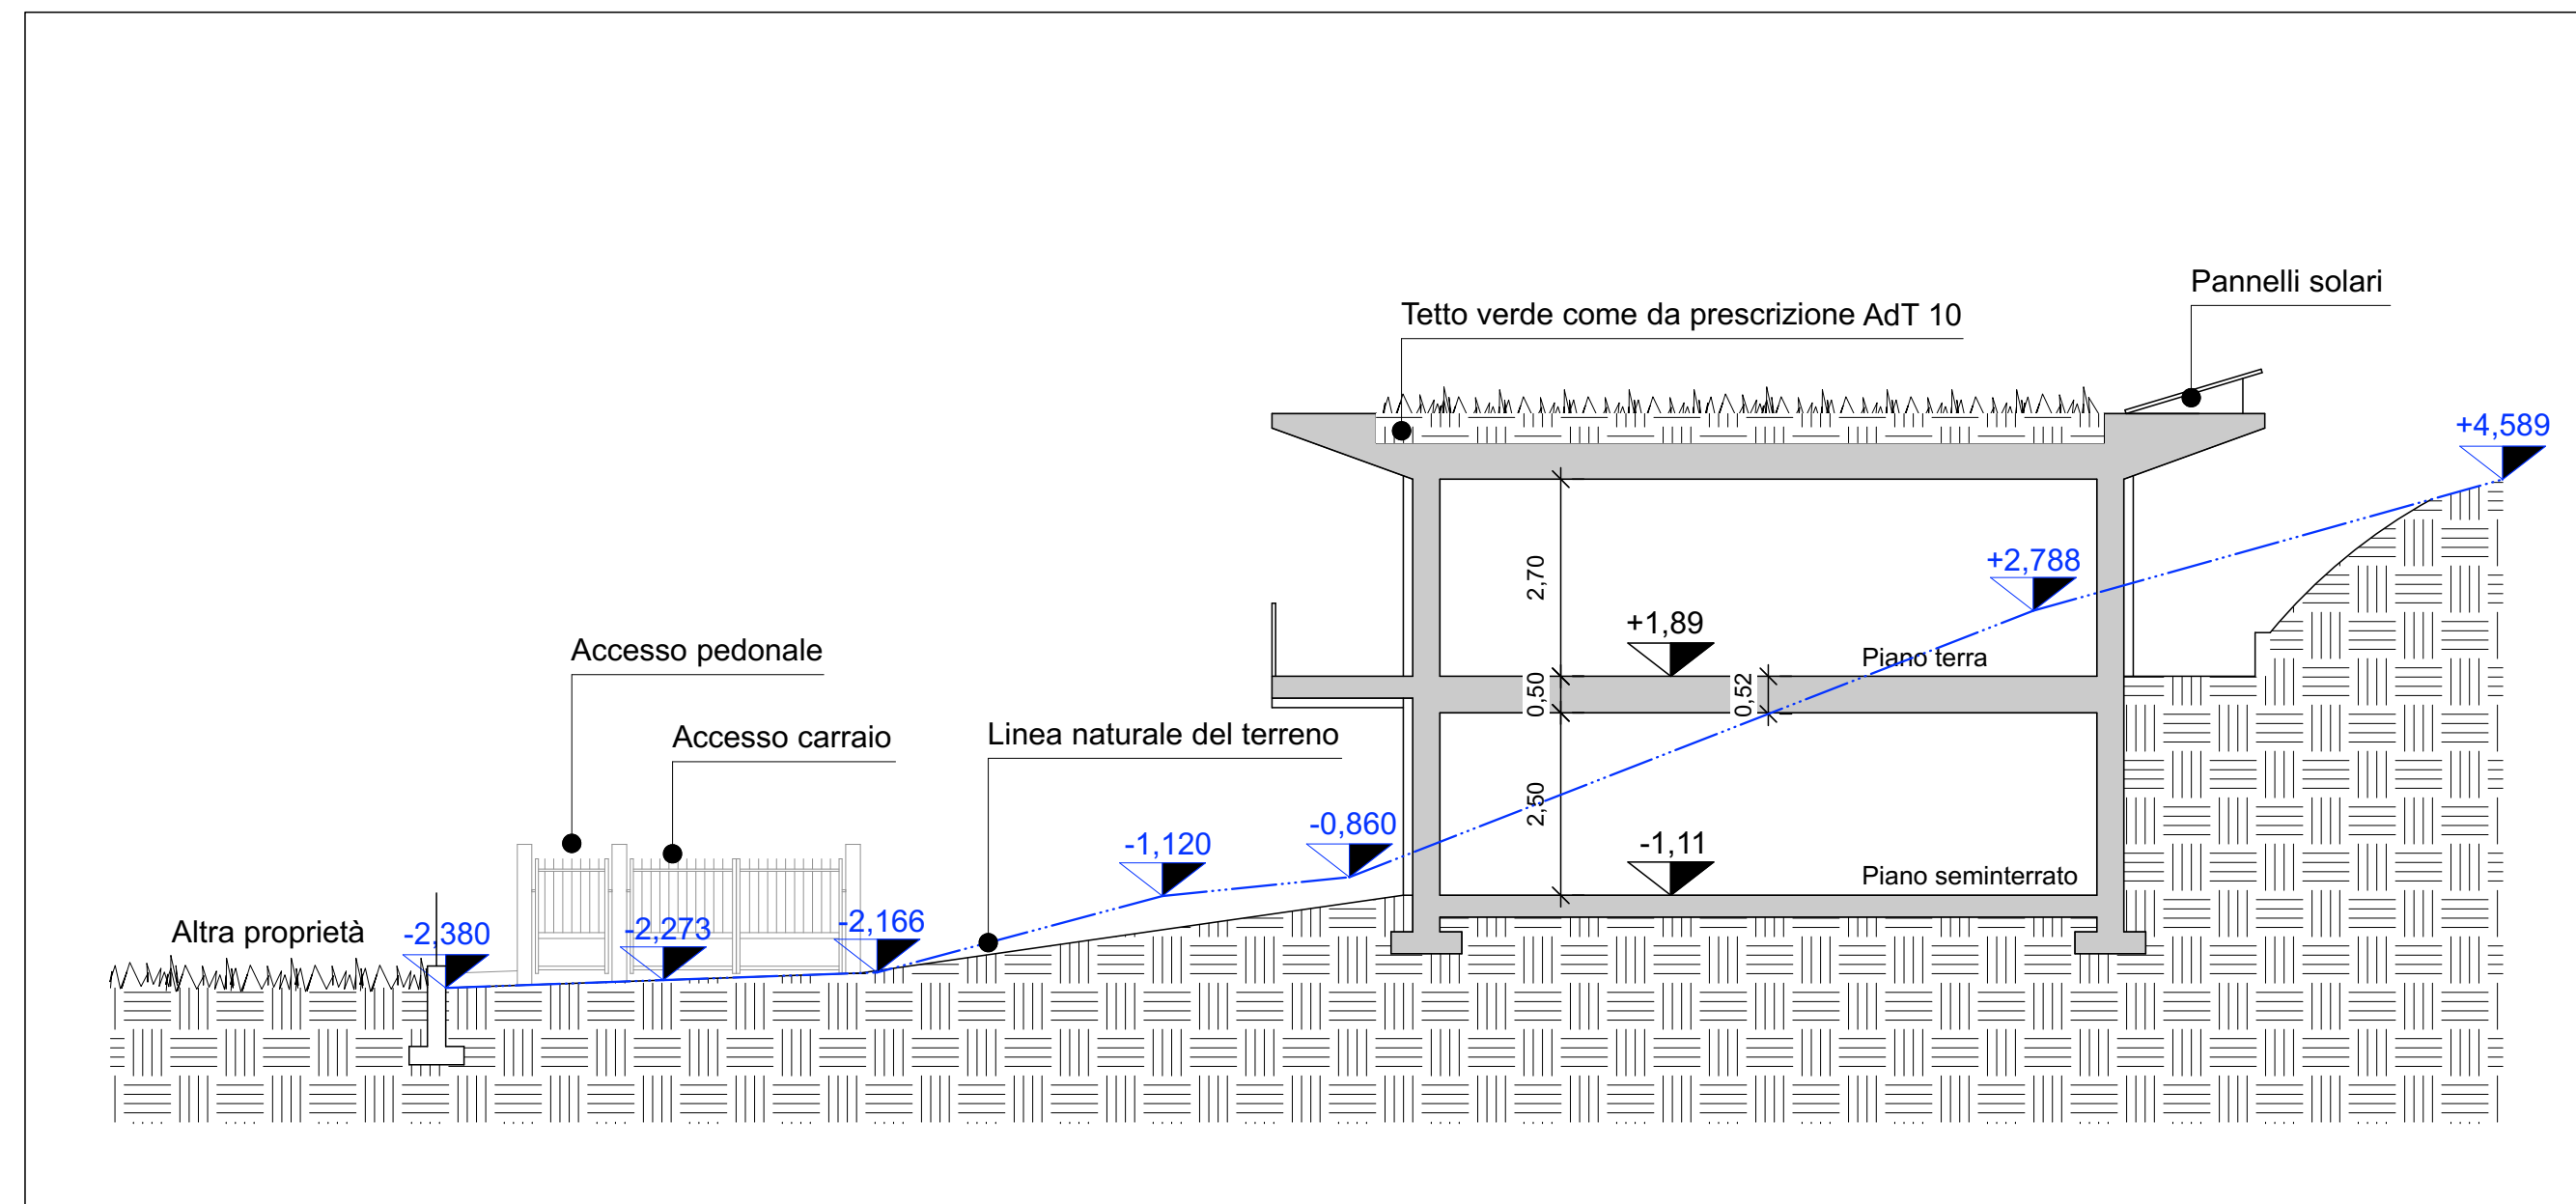 Pannelli solari
Tetto verde come da prescrizione AdT 10
+4,589
+2,788
2,70
+1,89
Piano terra
Accesso pedonale
0,50
0,52
Accesso carraio
Linea naturale del terreno
2,50
-1,120
-0,860
-1,11
Piano seminterrato
Altra proprietà
-2,380
-2,273
-2,166